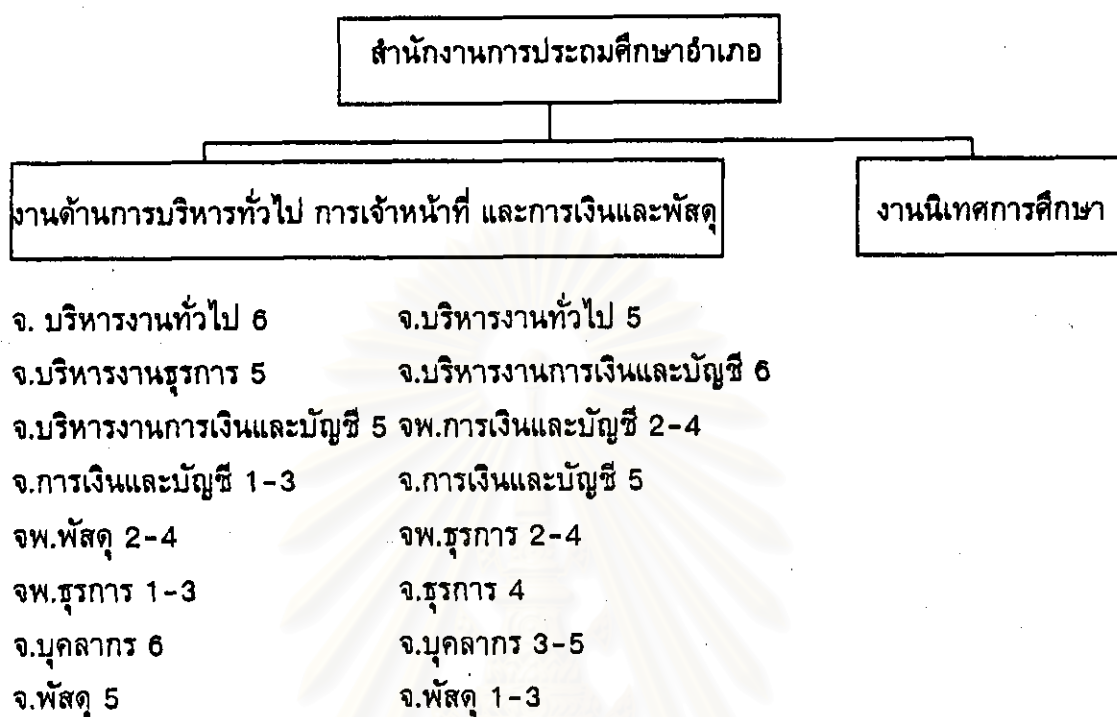 สำนักงานการประถมศึกษาอำเภอ
งานด้านการบริหารทั่วไป การเจ้าหน้าที่ และการเงินและพัสดุ
งานนิเทศการศึกษา
จ. บริหารงานทั่วไป 6 จ.บริหารงานทั่วไป 5
จ.บริหารงานธุรการ 5 จ.บริหารงานการเงินและบัญชี 6
จ.บริหารงานการเงินและบัญชี 5 จพ.การเงินและบัญชี 2-4
จ.การเงินและบัญชี 1-3 จ.การเงินและบัญชี 5
จพ.พัสดุ 2-4 จพ.ธุรการ 2-4
จพ.ธุรการ 1-3 จ.ธุรการ 4
จ.บุคลากร 6 จ.บุคลากร 3-5
จ.พัสดุ 5 จ.พัสดุ 1-3